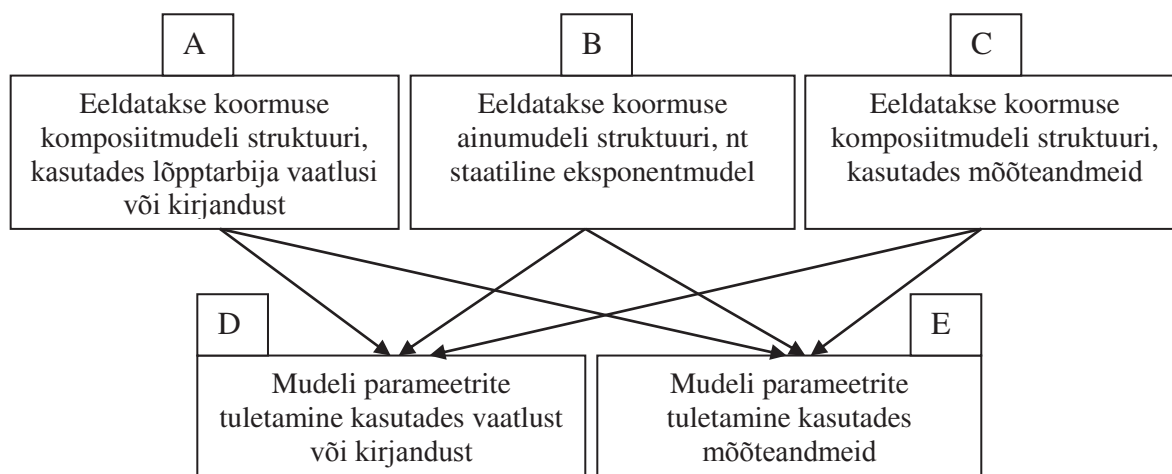 A
Eeldatakse koormuse
komposiitmudeli struktuuri,
kasutades lõpptarbija vaatlusi
või kirjandust
B
Eeldatakse koormuse
ainumudeli struktuuri, nt
staatiline eksponentmudel
C
Eeldatakse koormuse
komposiitmudeli struktuuri,
kasutades mõõteandmeid
D
Mudeli parameetrite
tuletamine kasutades vaatlust
või kirjandust
E
Mudeli parameetrite
tuletamine kasutades
mõõteandmeid